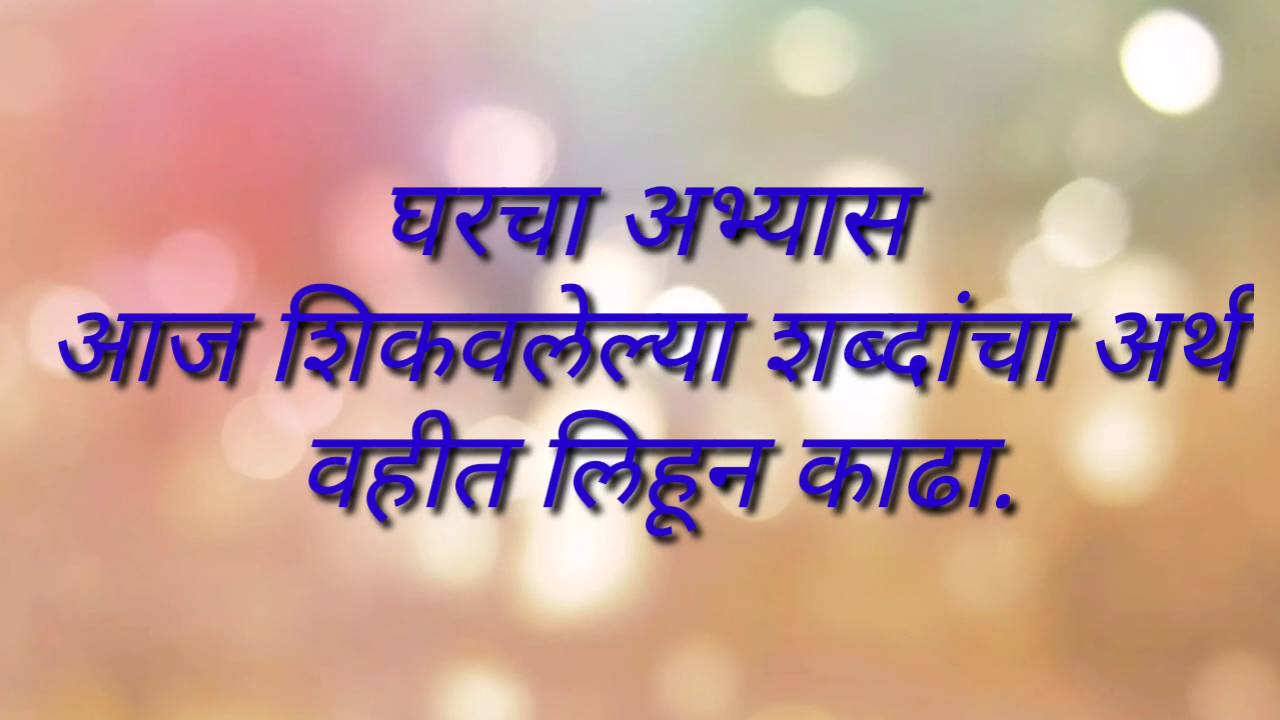 घरचा अभ्यास
आज शिकवलेल्या शब्दांचा अर्थ
वहीत लिहून काढा.